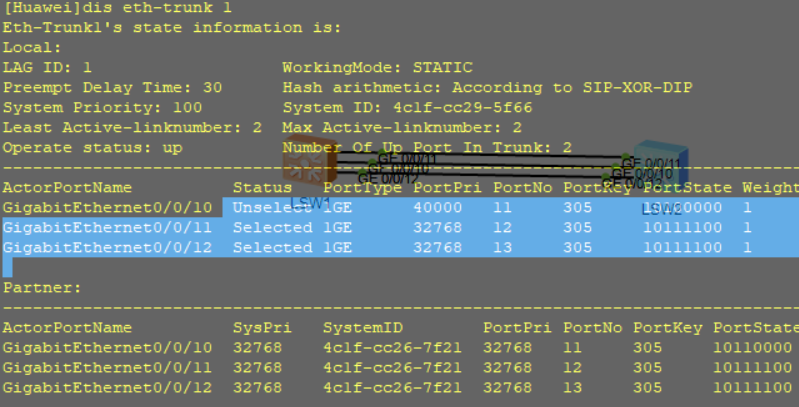 [Huawei]dis eth-trunk 1
Eth-Trunk1's state information is:
Local:
LAG ID: 1 WorkingMode: STATIC
Preempt Delay Time: 30 Hash arithmetic: According to SIP-XOR-DIP
System Priority: 100 System ID: 4c1f-cc29-5f66
Least Active-linknumber: 2 Max Active-linknumber: 2
Operate status: up Number Of Up Port In Trunk: 2
GE 0/0/11
GE 0/0/10
GE 0/0/12
GE 0/0/11
GE 0/0/10
LSW1
LSW2
--------------------------------------------------------------------------------
ActorPortName Status PortType PortPri PortNo PortKey PortState Weight
GigabitEthernet0/0/10 Unselect 1GE 40000 11 305 1
GigabitEthernet0/0/11 Selected 1GE 32768 12 305 10111100 1
GigabitEthernet0/0/12 Selected 1GE 32768 13 305 10111100 1
Partner:
--------------------------------------------------------------------------------
ActorPortName SysPri SystemID PortPri PortNo PortKey PortState
GigabitEthernet0/0/10 32768 4c1f-cc26-7f21 32768 11 305 10110000
GigabitEthernet0/0/11 32768 4c1f-cc26-7f21 32768 12 305 10111100
GigabitEthernet0/0/12 32768 4c1f-cc26-7f21 32768 13 305 10111100